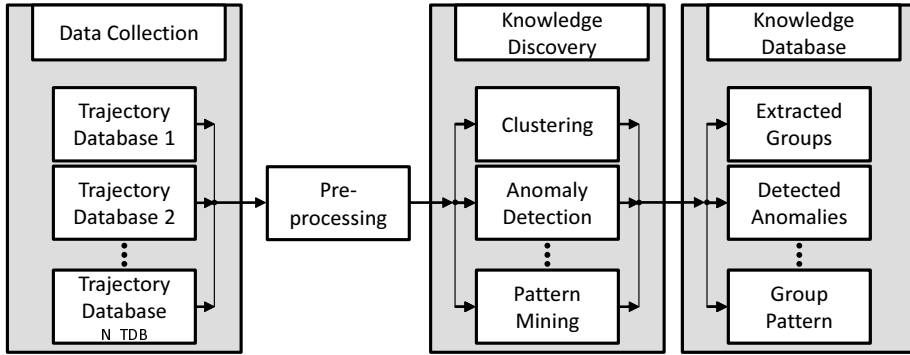 Data Collection
Trajectory
Database 1
Trajectory
Database 2
Trajectory
Database
N_TDB
Pre-
processing
Knowledge
Discovery
Clustering
Anomaly
Detection
Pattern
Mining
Knowledge
Database
Extracted
Groups
Detected
Anomalies
Group
Pattern